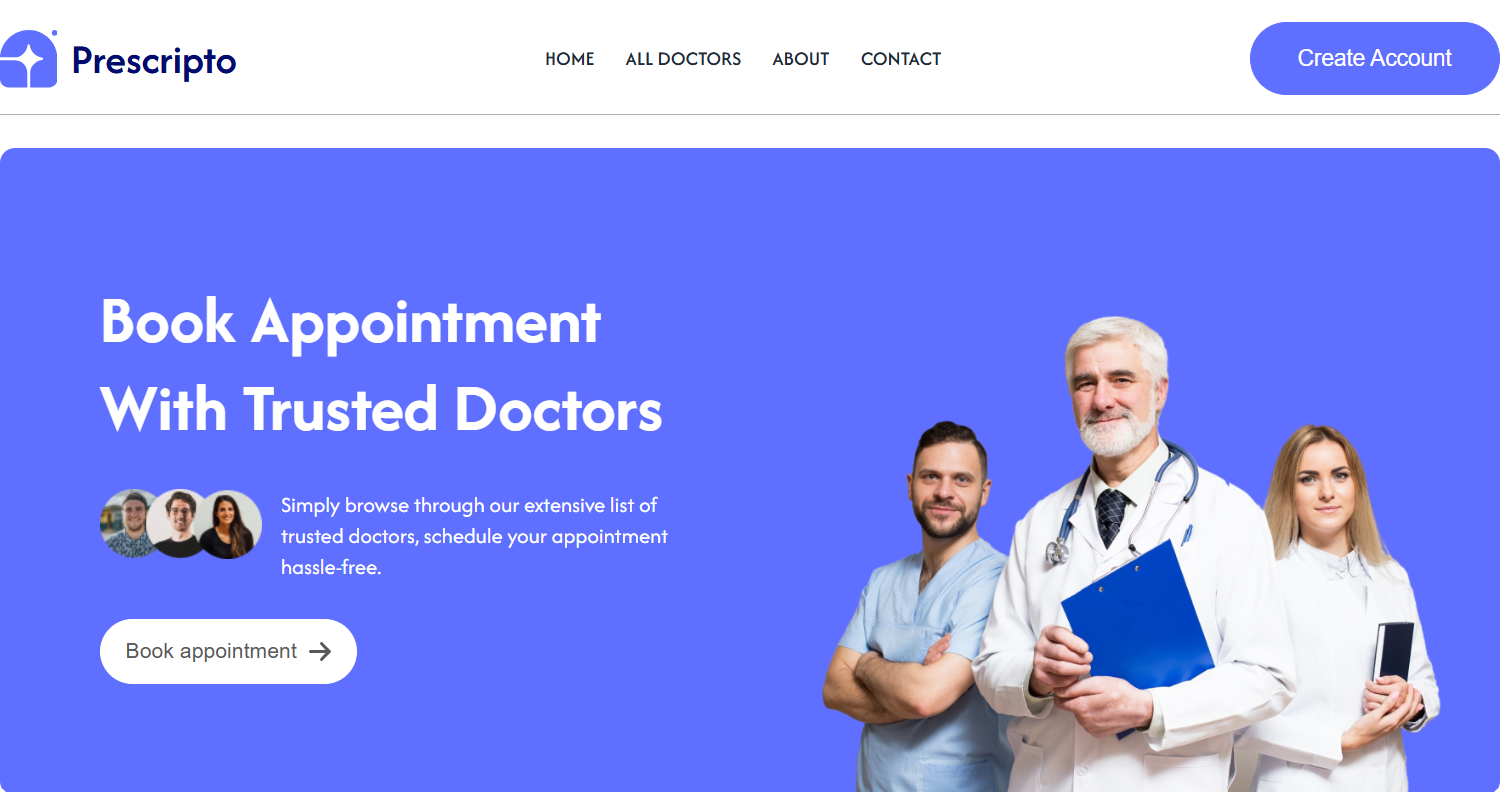 Prescripto
HOME
ALL DOCTORS
ABOUT
CONTACT
Create Account
Book Appointment
With Trusted Doctors
Simply browse through our extensive list of
trusted doctors, schedule your appointment
hassle-free.
Book appointment